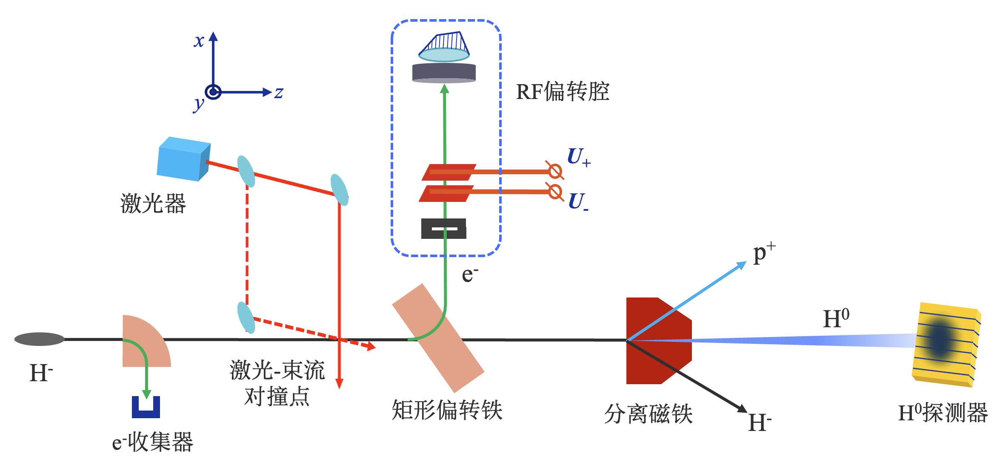 x
y
z
RF偏转腔
激光器
U+
U-
e-
p+
H0
H-
激光-束流
对撞点
矩形偏转铁
分离磁铁
H-
H0探测器
e-收集器